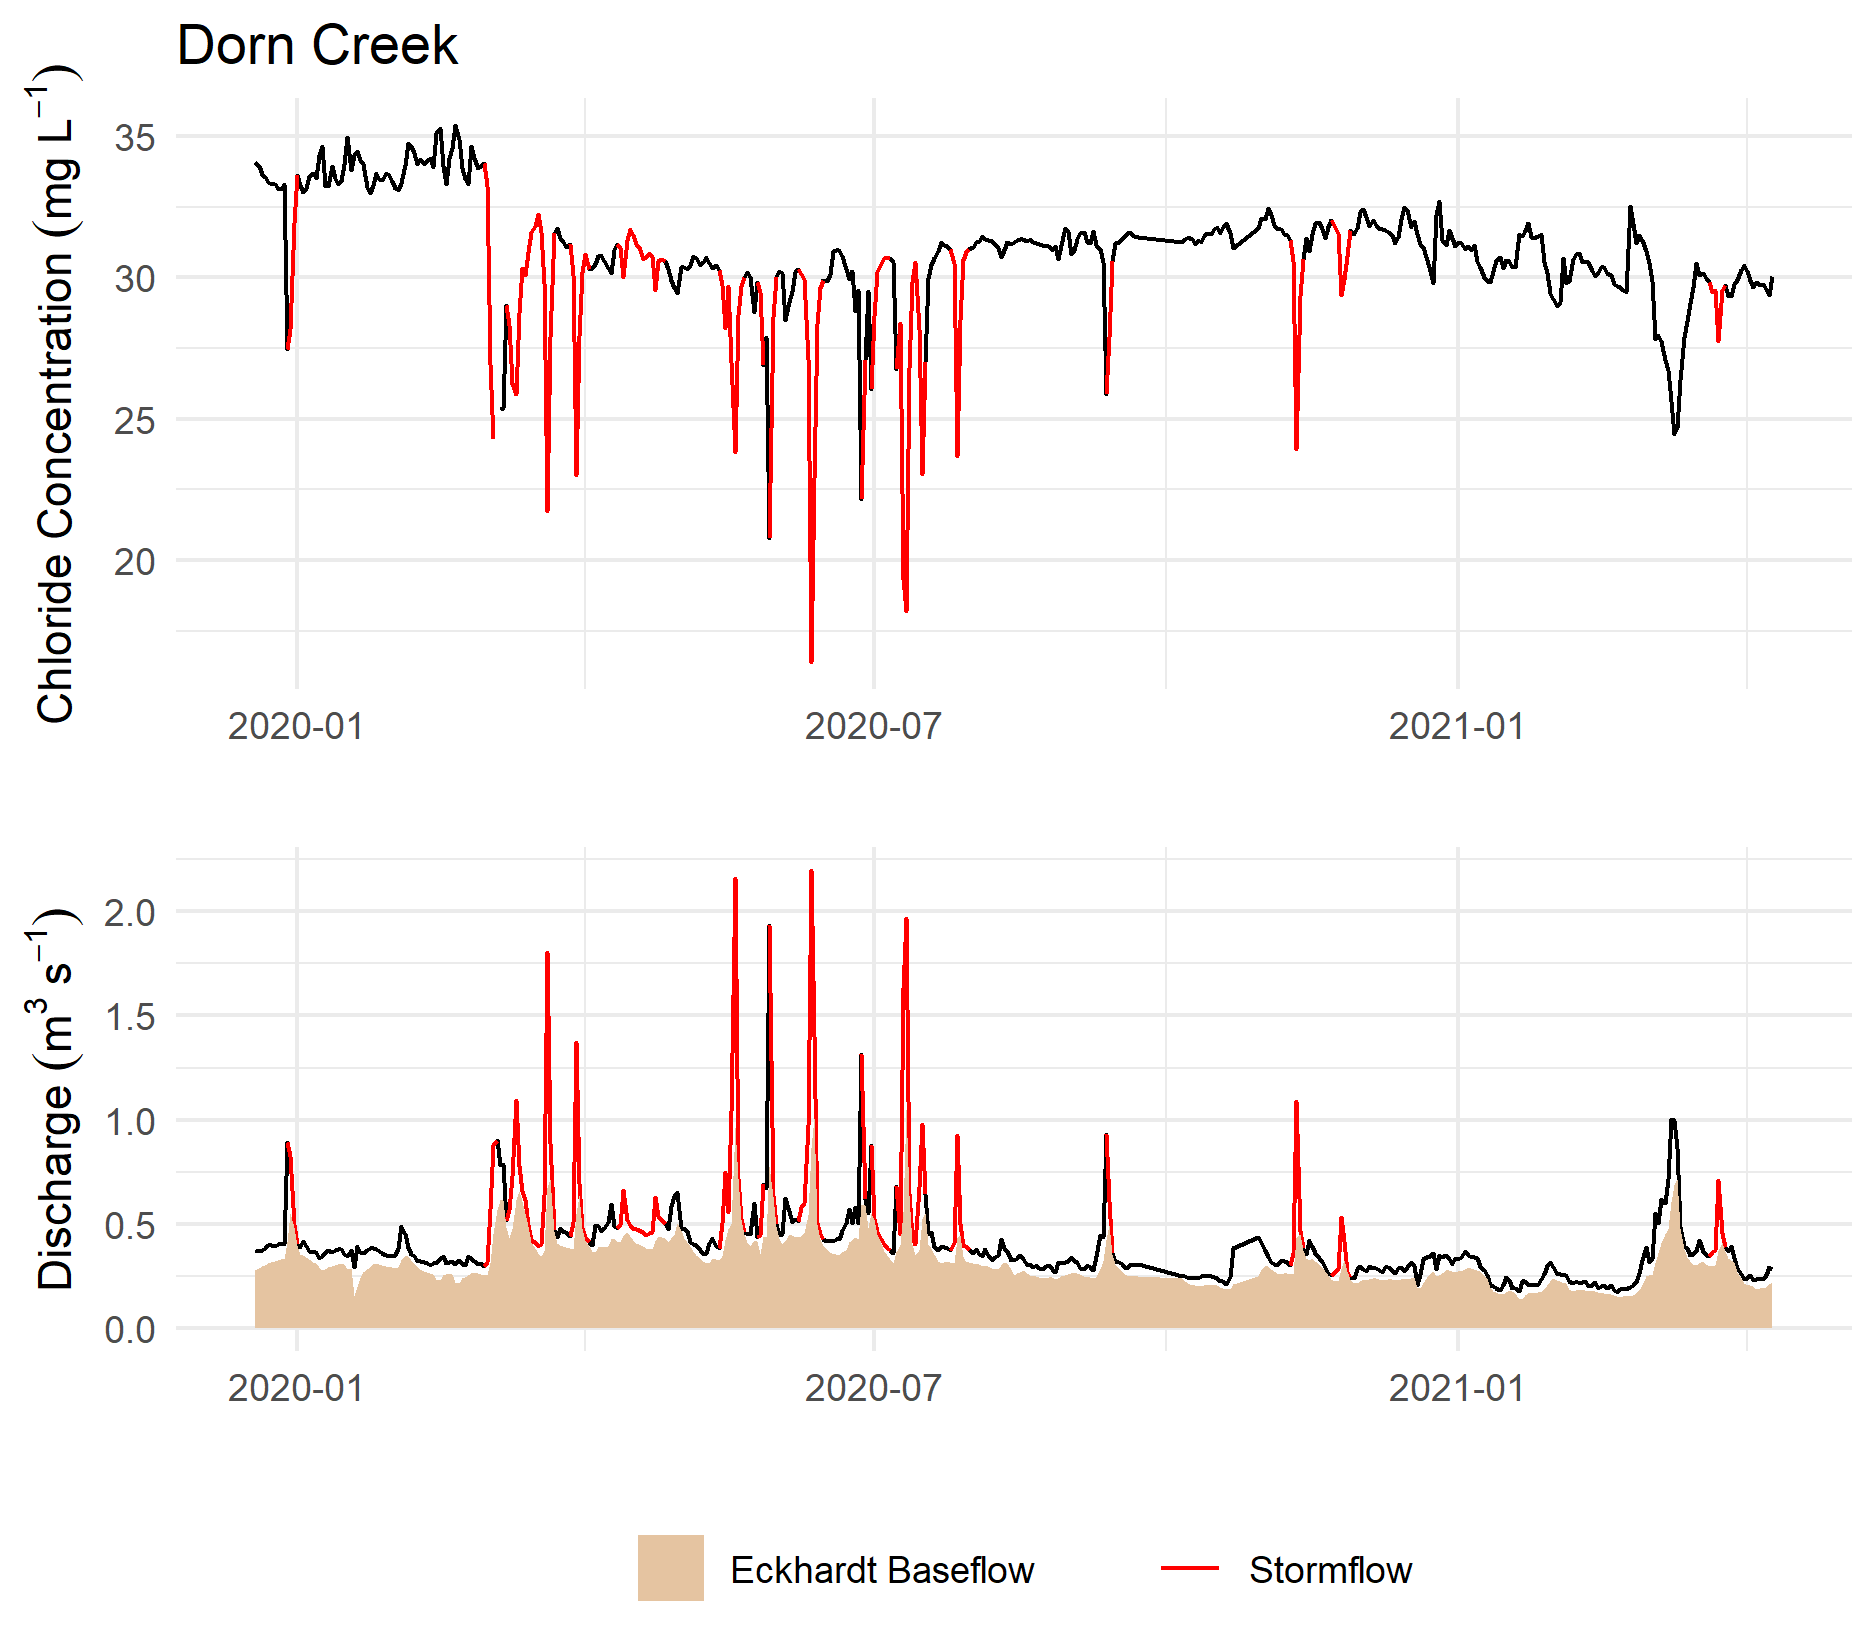 Dorn Creek
Chloride Concentration (mg L⁻¹)
35
30
25
20
2020-01 2020-07 2021-01
Discharge (m³ s⁻¹)
2.0
1.5
1.0
0.5
0.0
2020-01 2020-07 2021-01
Eckhardt Baseflow Stormflow